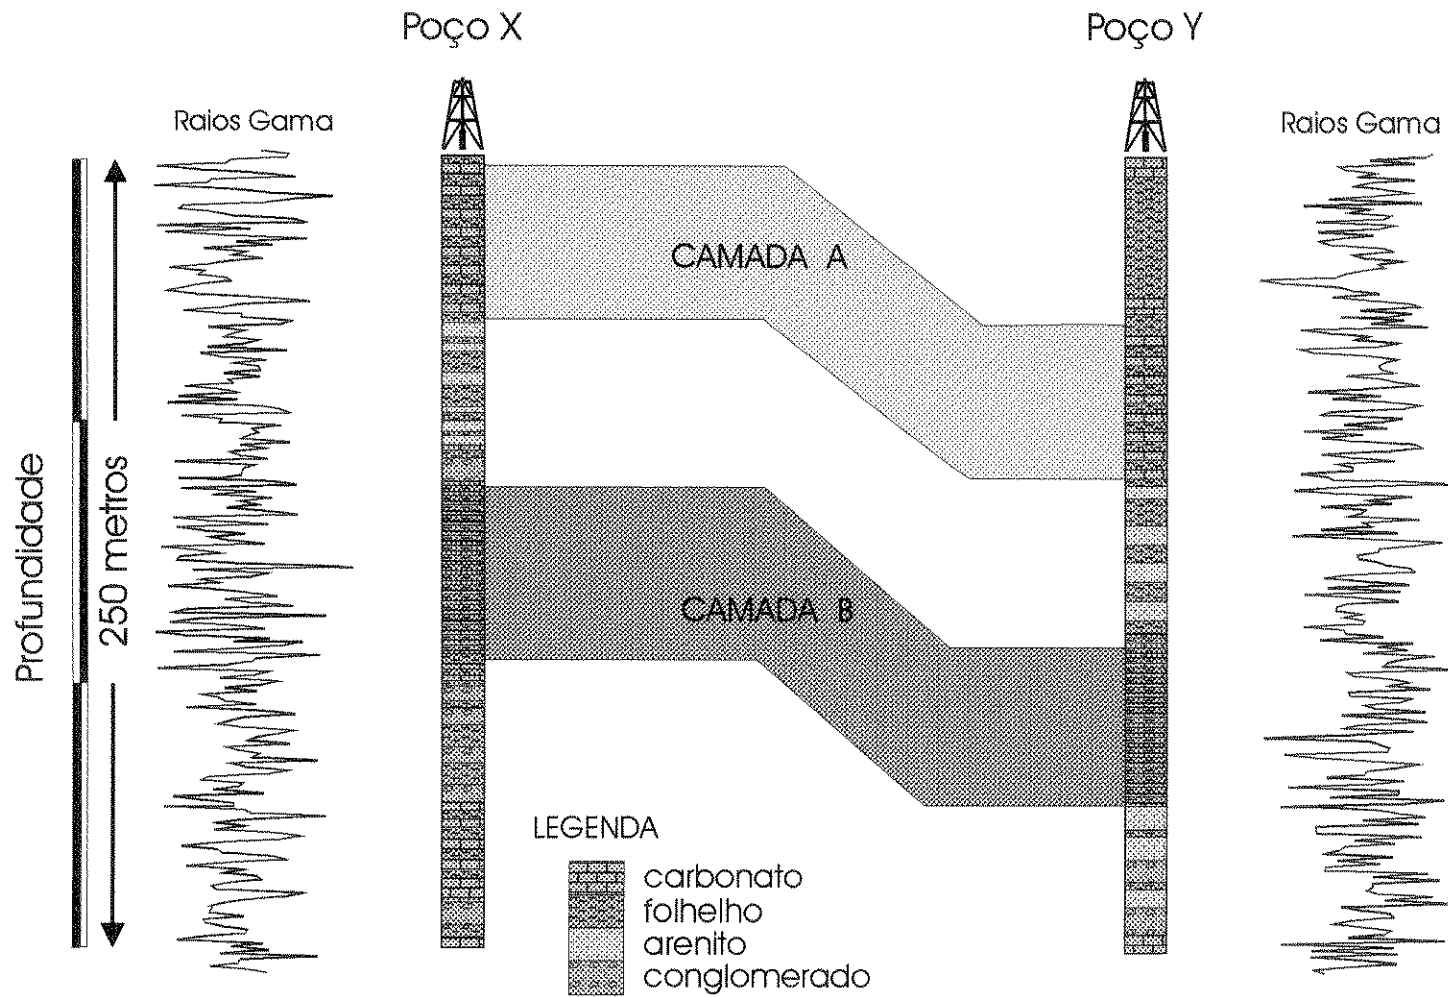 Poço X
Poço Y
Raios Gama
Raios Gama
Profundidade
250 metros
CAMADA A
CAMADA B
LEGENDA
carbonato
folhelho
arenito
conglomerado